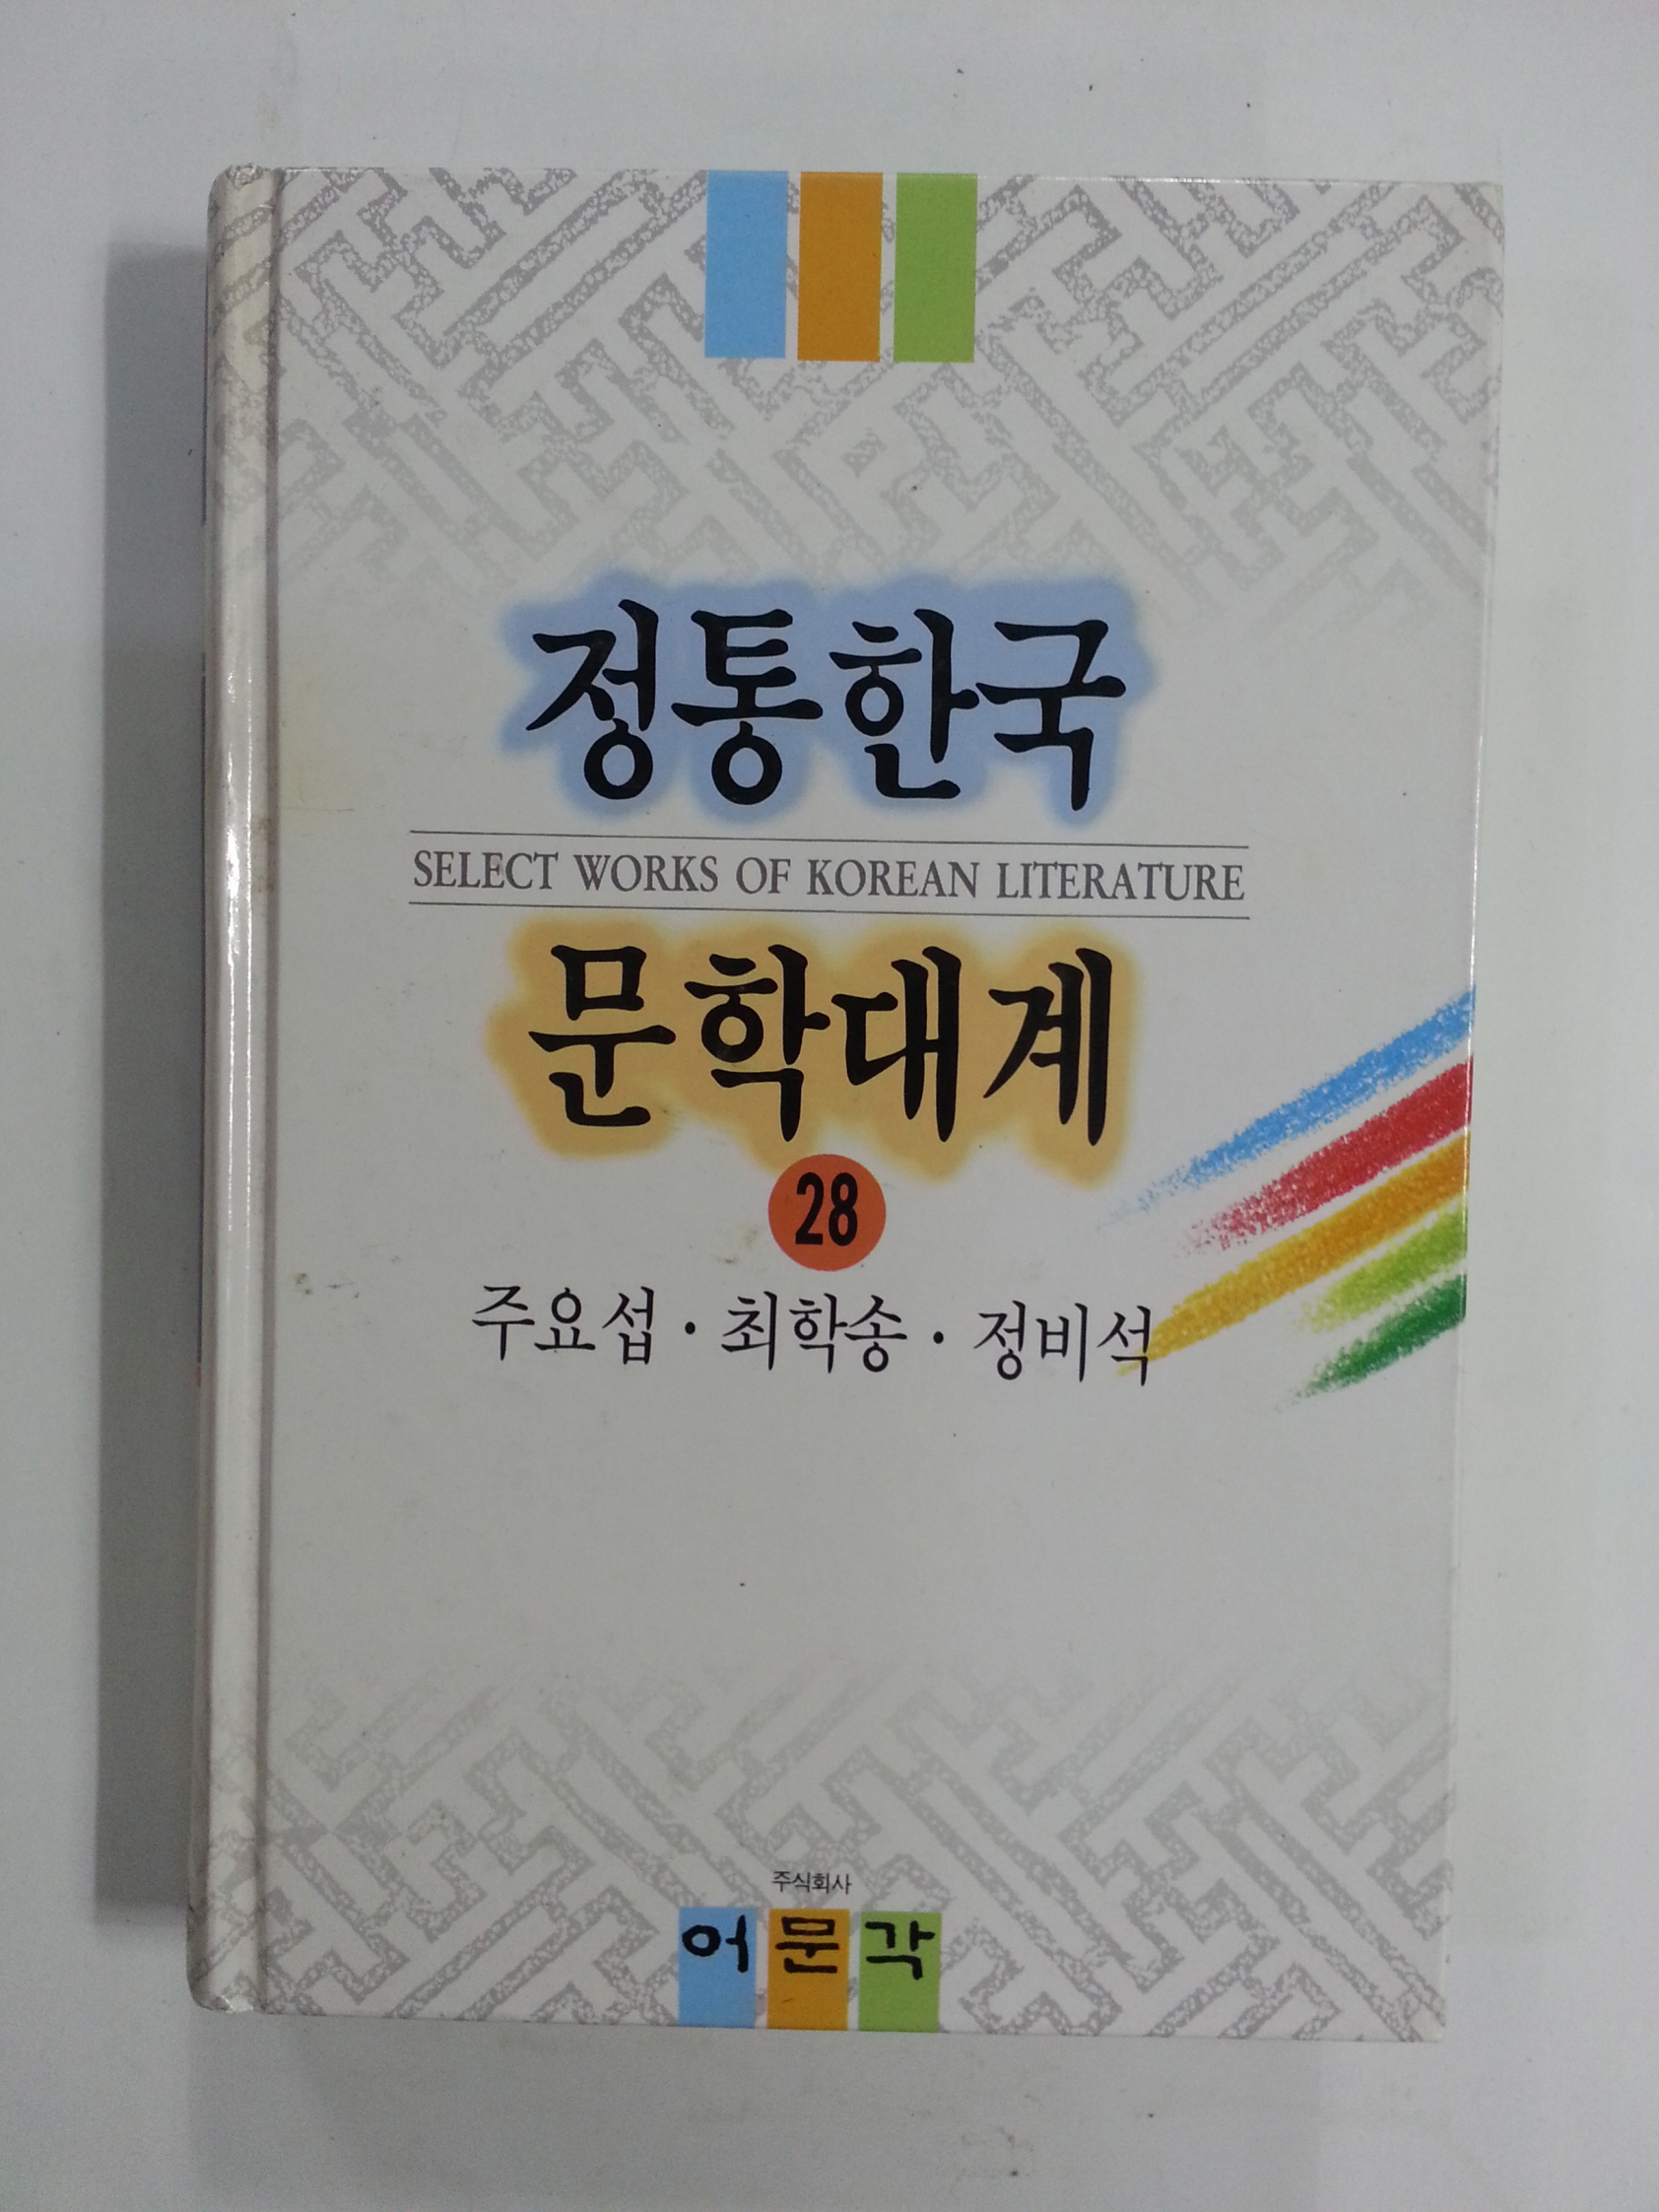 정통한국
SELECT WORKS OF KOREAN LITERATURE
문학대계
28
주요섭 · 최학송 · 정비석
주식회사
어문각